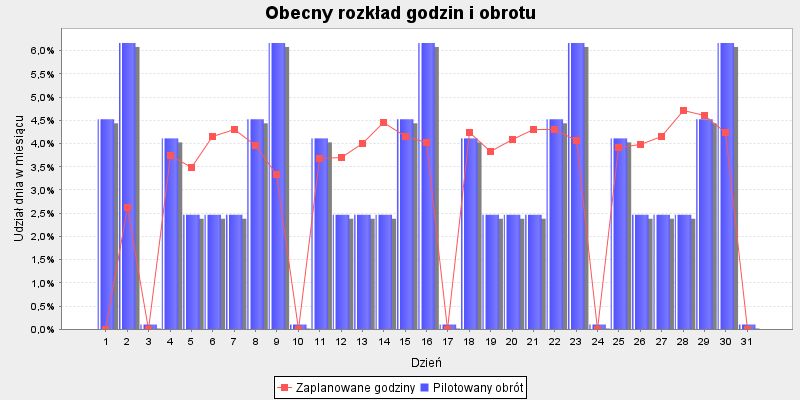 Obecny rozkład godzin i obrotu
Udział dnia w miesiącu
6,0%
5,5%
5,0%
4,5%
4,0%
3,5%
3,0%
2,5%
2,0%
1,5%
1,0%
0,5%
0,0%
1 2 3 4 5 6 7 8 9 10 11 12 13 14 15 16 17 18 19 20 21 22 23 24 25 26 27 28 29 30 31
Dzień
Zaplanowane godziny Pilotowany obrót